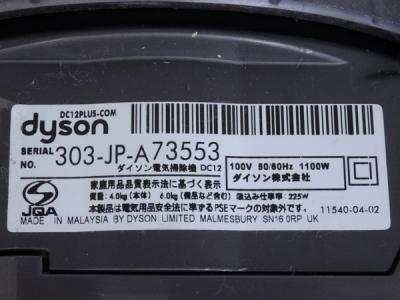 DC12PLUS-COM
dyson
SERIAL NO. 303-JP-A73553
ダイソン電気掃除機 DC12
100V 50/60Hz 1100W
ダイソン株式会社
JQA
家庭用品品質表示法に基づく表示
質量:4.0kg(本体) 6.0kg(備品など含む) 吸込み仕事率:225W
本製品は電気用品安全法に準ずるPSEマークの対象外です。
11540-04-02
MADE IN MALAYSIA BY DYSON LIMITED MALMESBURY SN16 0RP UK